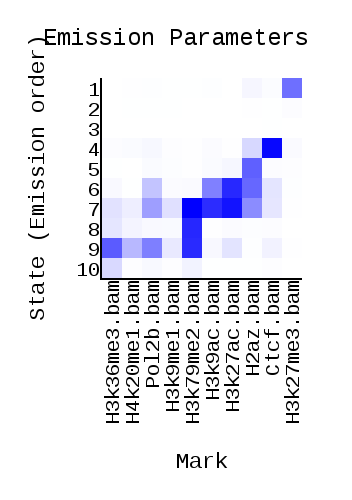 Emission Parameters
State (Emission order)
1
2
3
4
5
6
7
8
9
10
H3k36me3.bam
H4k20me1.bam
Pol2b.bam
H3k9me1.bam
H3k79me2.bam
H3k9ac.bam
H3k27ac.bam
H2az.bam
Ctcf.bam
H3k27me3.bam
Mark